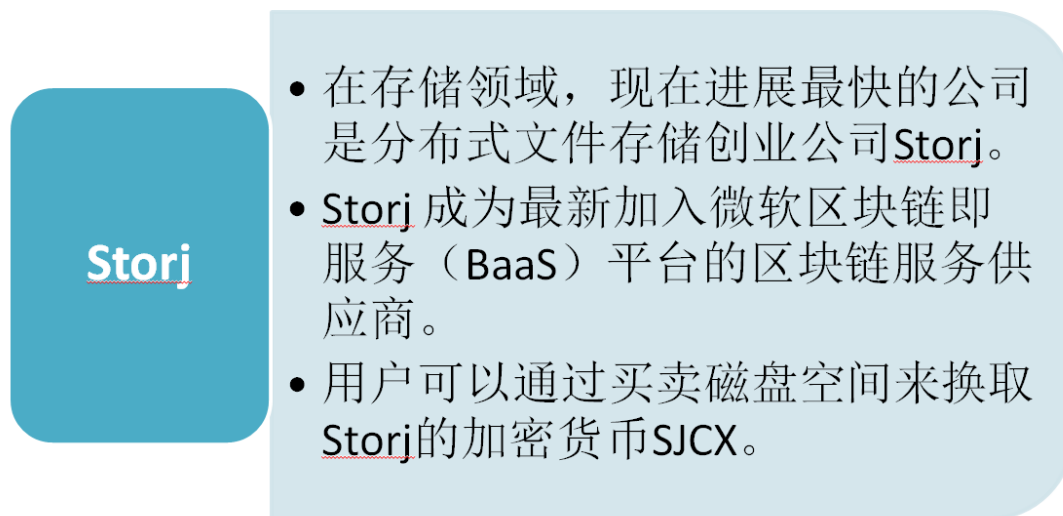 Storj
• 在存储领域，现在进展最快的公司
是分布式文件存储创业公司Storj。
• Storj 成为最新加入微软区块链即
服务（BaaS）平台的区块链服务供
应商。
• 用户可以通过买卖磁盘空间来换取
Storj的加密货币SJCX。